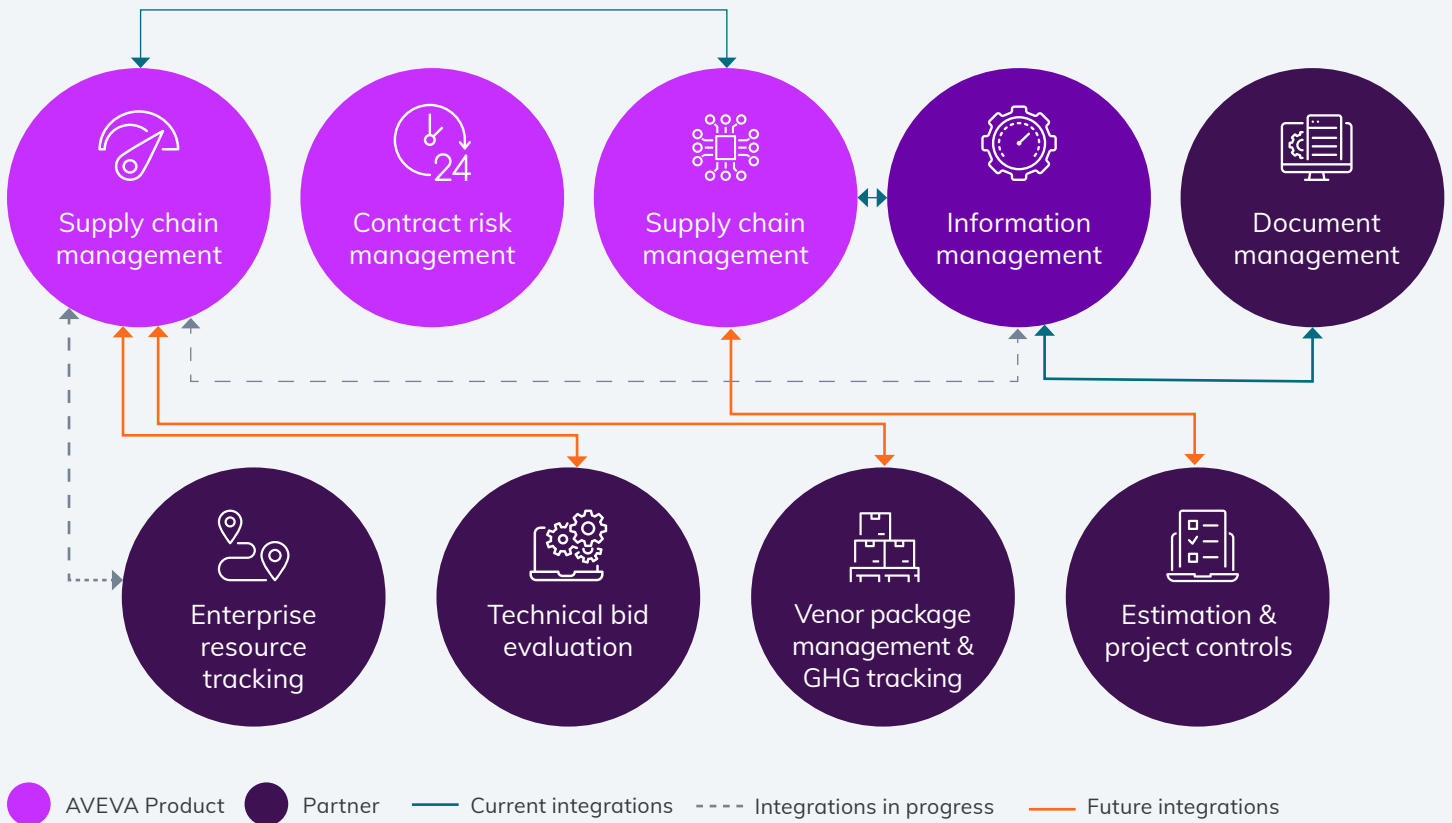 24
Supply chain
management
Contract risk
management
Supply chain
management
Information
management
Document
management
Enterprise
resource
tracking
Technical bid
evaluation
Venor package
management &
GHG tracking
Estimation &
project controls
AVEVA Product
Partner
Current integrations
Integrations in progress
Future integrations